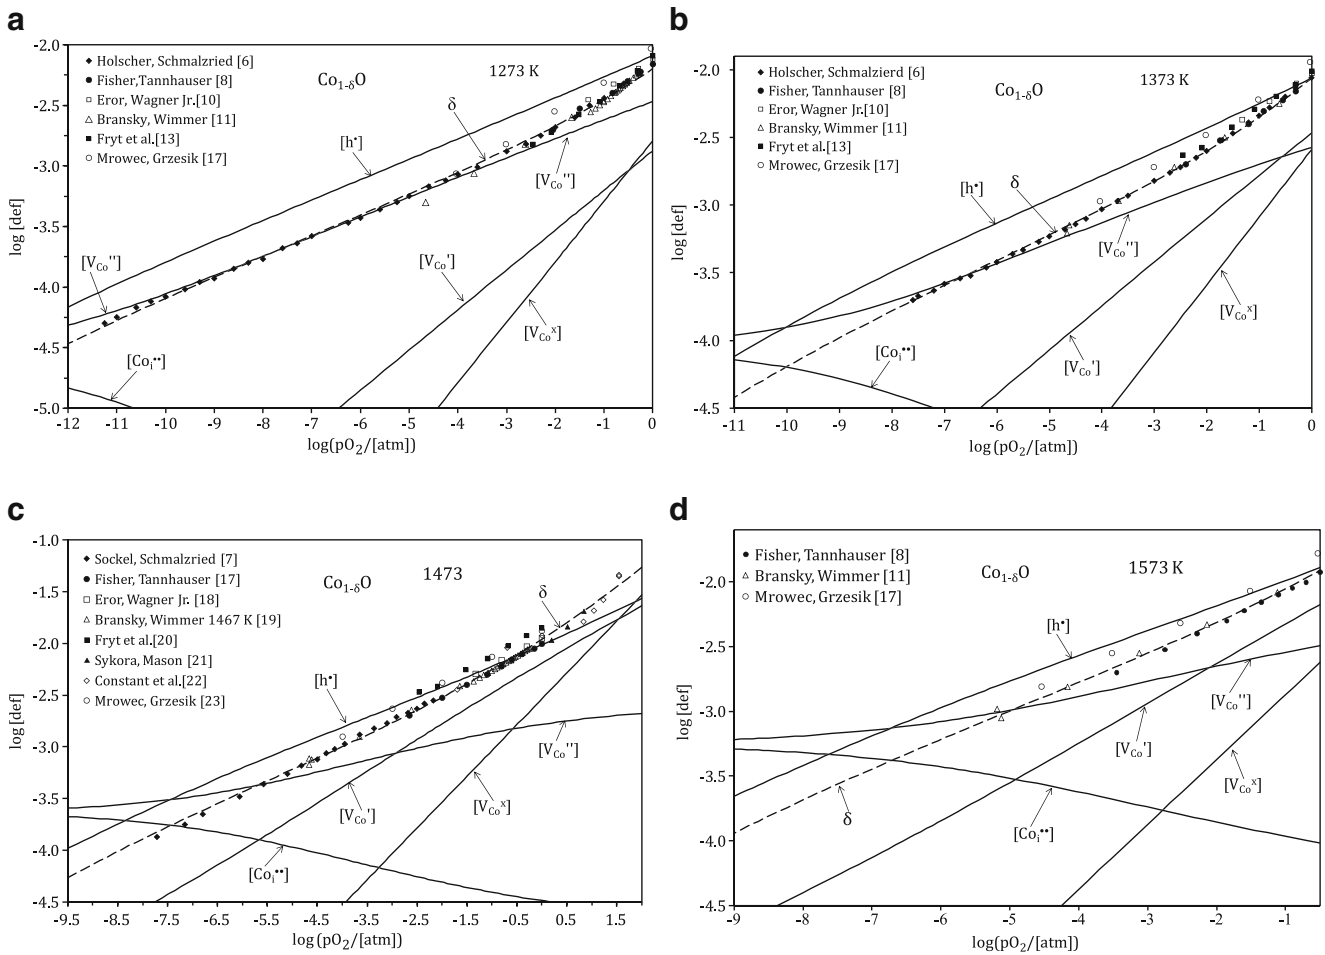 a
-2.0
-2.5
-3.0
-3.5
-4.0
-4.5
-5.0
log [def]
Holscher, Schmalzried [6]
Fisher,Tannhauser [8]
Eror, Wagner Jr.[10]
Bransky, Wimmer [11]
Fryt et al.[13]
Mrowec, Grzesik [17]
Co1-δO
1273 K
δ
[h•]
[VCo'']
[VCo'']
[VCo']
[VCox]
[Coi••]
-12 -11 -10 -9 -8 -7 -6 -5 -4 -3 -2 -1 0
log(pO2/[atm])
b
-2.0
-2.5
-3.0
-3.5
-4.0
-4.5
log [def]
Holscher, Schmalzierd [6]
Fisher, Tannhauser [8]
Eror, Wagner Jr.[10]
Bransky, Wimmer [11]
Fryt et al.[13]
Mrowec, Grzesik [17]
Co1-δO
1373 K
[h•]
δ
[VCo'']
[VCox]
[Coi••]
[VCo']
-11 -10 -9 -8 -7 -6 -5 -4 -3 -2 -1 0
log(pO2/[atm])
c
-1.0
-1.5
-2.0
-2.5
-3.0
-3.5
-4.0
-4.5
log [def]
Sockel, Schmalzried [7]
Fisher, Tannhauser [17]
Eror, Wagner Jr. [18]
Bransky, Wimmer 1467 K [19]
Fryt et al.[20]
Sykora, Mason [21]
Constant et al.[22]
Mrowec, Grzesik [23]
Co1-δO
1473
δ
[h•]
[VCo'']
[VCo']
[VCox]
[Coi••]
-9.5 -8.5 -7.5 -6.5 -5.5 -4.5 -3.5 -2.5 -1.5 -0.5 0.5 1.5
log(pO2/[atm])
d
-2.0
-2.5
-3.0
-3.5
-4.0
-4.5
log [def]
Fisher, Tannhauser [8]
Bransky, Wimmer [11]
Mrowec, Grzesik [17]
Co1-δO
1573 K
[h•]
[VCo'']
[VCo']
[VCox]
δ
[Coi••]
-9 -8 -7 -6 -5 -4 -3 -2 -1
log(pO2/[atm])